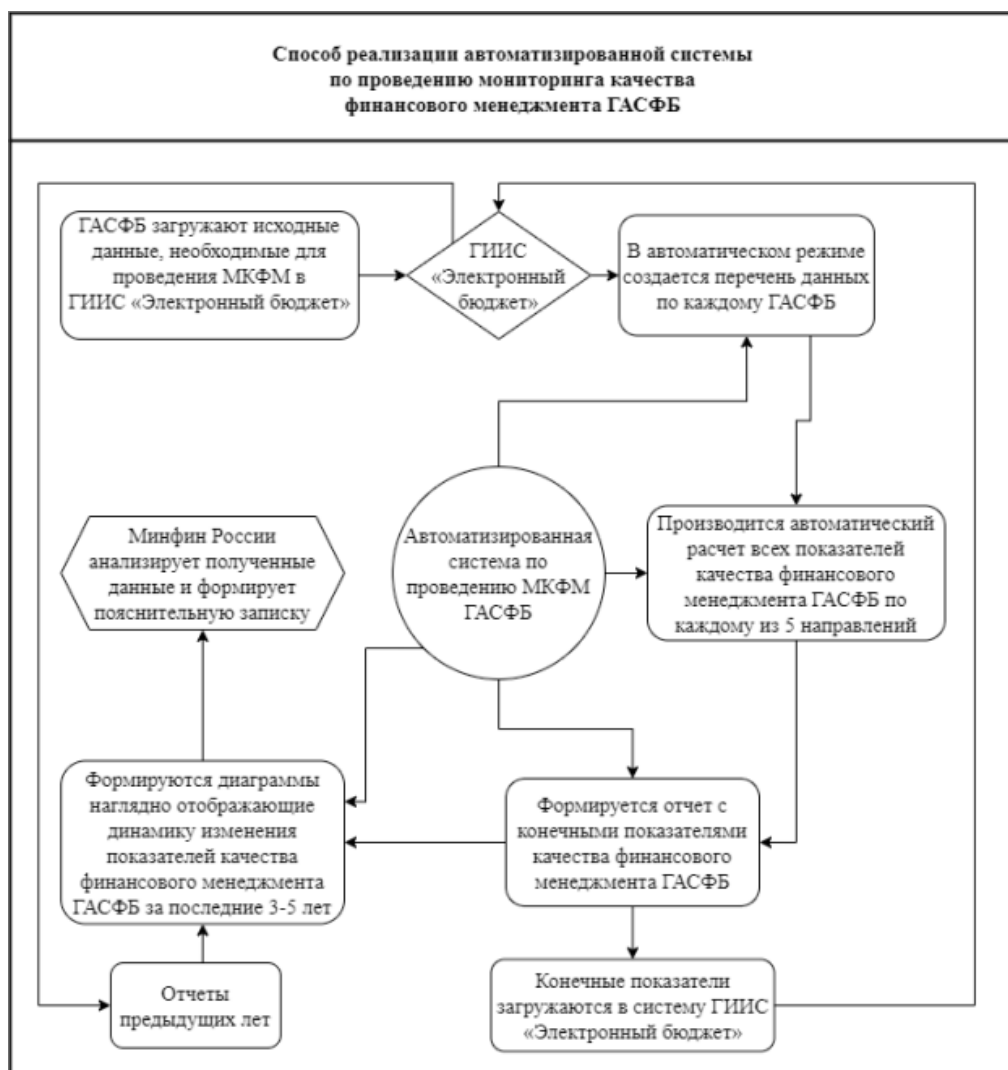 Способ реализации автоматизированной системы
по проведению мониторинга качества
финансового менеджмента ГАСФБ
ГАСФБ загружают исходные
данные, необходимые для
проведения МКФМ в
ГИИС «Электронный бюджет»
ГИИС
«Электронный
бюджет»
В автоматическом режиме
создается перечень данных
по каждому ГАСФБ
Минфин России
анализирует полученные
данные и формирует
пояснительную записку
Автоматизированная
система по
проведению МКФМ
ГАСФБ
Производится автоматический
расчет всех показателей
качества финансового
менеджмента ГАСФБ по
каждому из 5 направлений
Формируются диаграммы
наглядно отображающие
динамику изменения
показателей качества
финансового менеджмента
ГАСФБ за последние 3-5 лет
Формируется отчет с
конечными показателями
качества финансового
менеджмента ГАСФБ
Отчеты
предыдущих лет
Конечные показатели
загружаются в систему ГИИС
«Электронный бюджет»